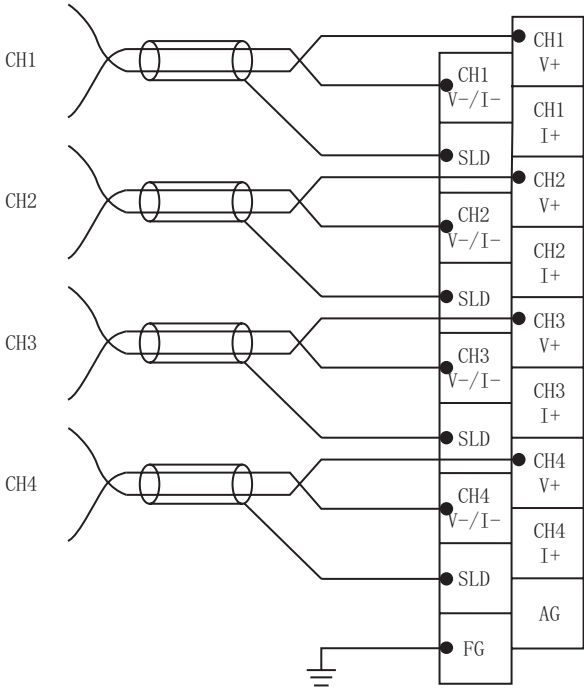 CH1
CH1
V+
CH1
V-/I-
CH1
I+
SLD
CH2
CH2
V+
CH2
V-/I-
CH2
I+
SLD
CH3
CH3
V+
CH3
V-/I-
CH3
I+
SLD
CH4
CH4
V+
CH4
V-/I-
CH4
I+
SLD
AG
FG